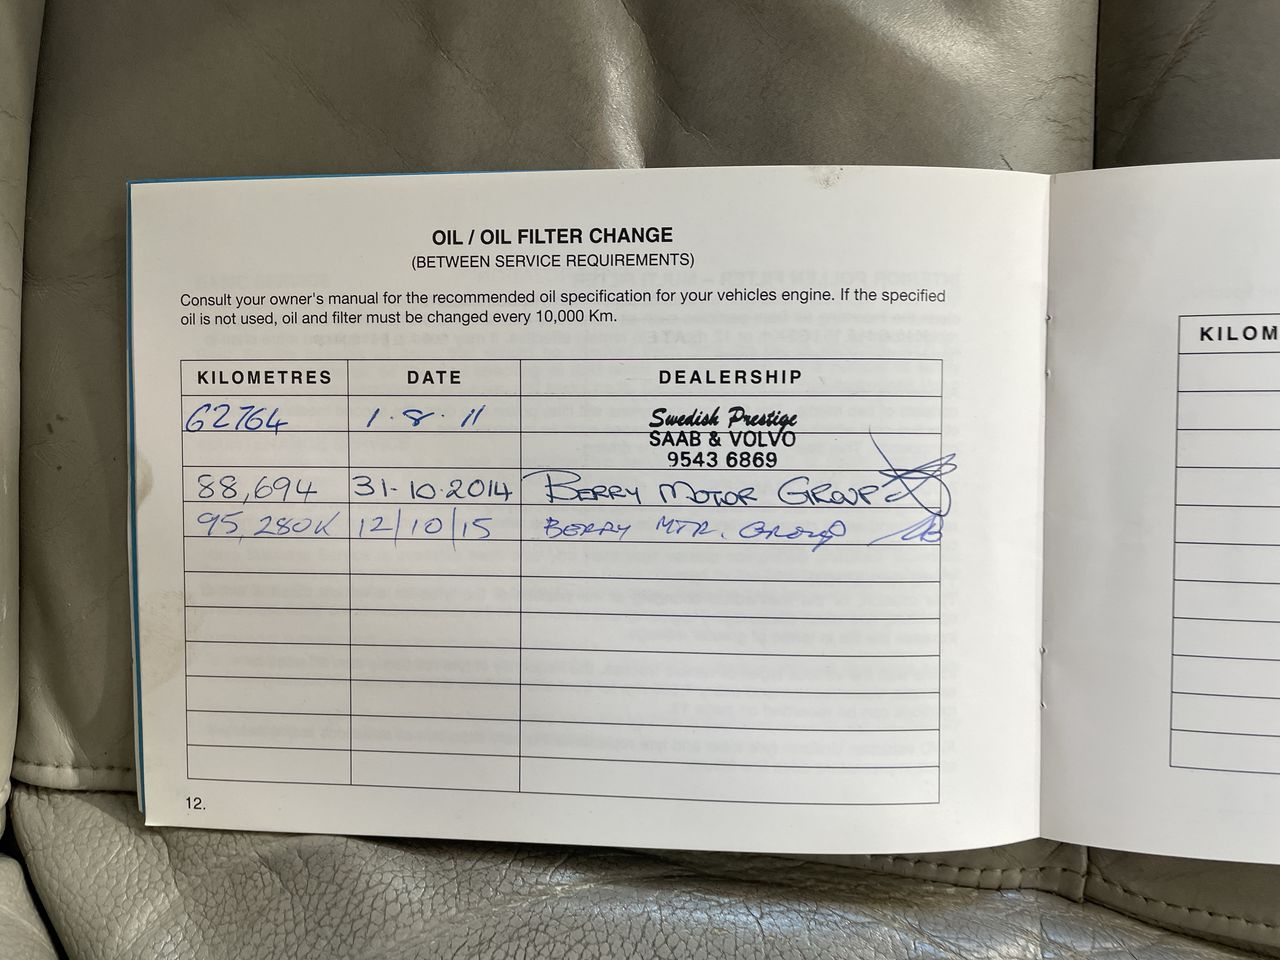 OIL / OIL FILTER CHANGE
(BETWEEN SERVICE REQUIREMENTS)
Consult your owner's manual for the recommended oil specification for your vehicles engine. If the specified
oil is not used, oil and filter must be changed every 10,000 Km.
KILOMETRES DATE DEALERSHIP
62764 1.8.11 Swedish Prestige
SAAB & VOLVO
9543 6869
88,694 31-10-2014 BERRY MOTOR GROUP
95,280K 12/10/15 BERRY MTR. GROUP
12.
KILOM